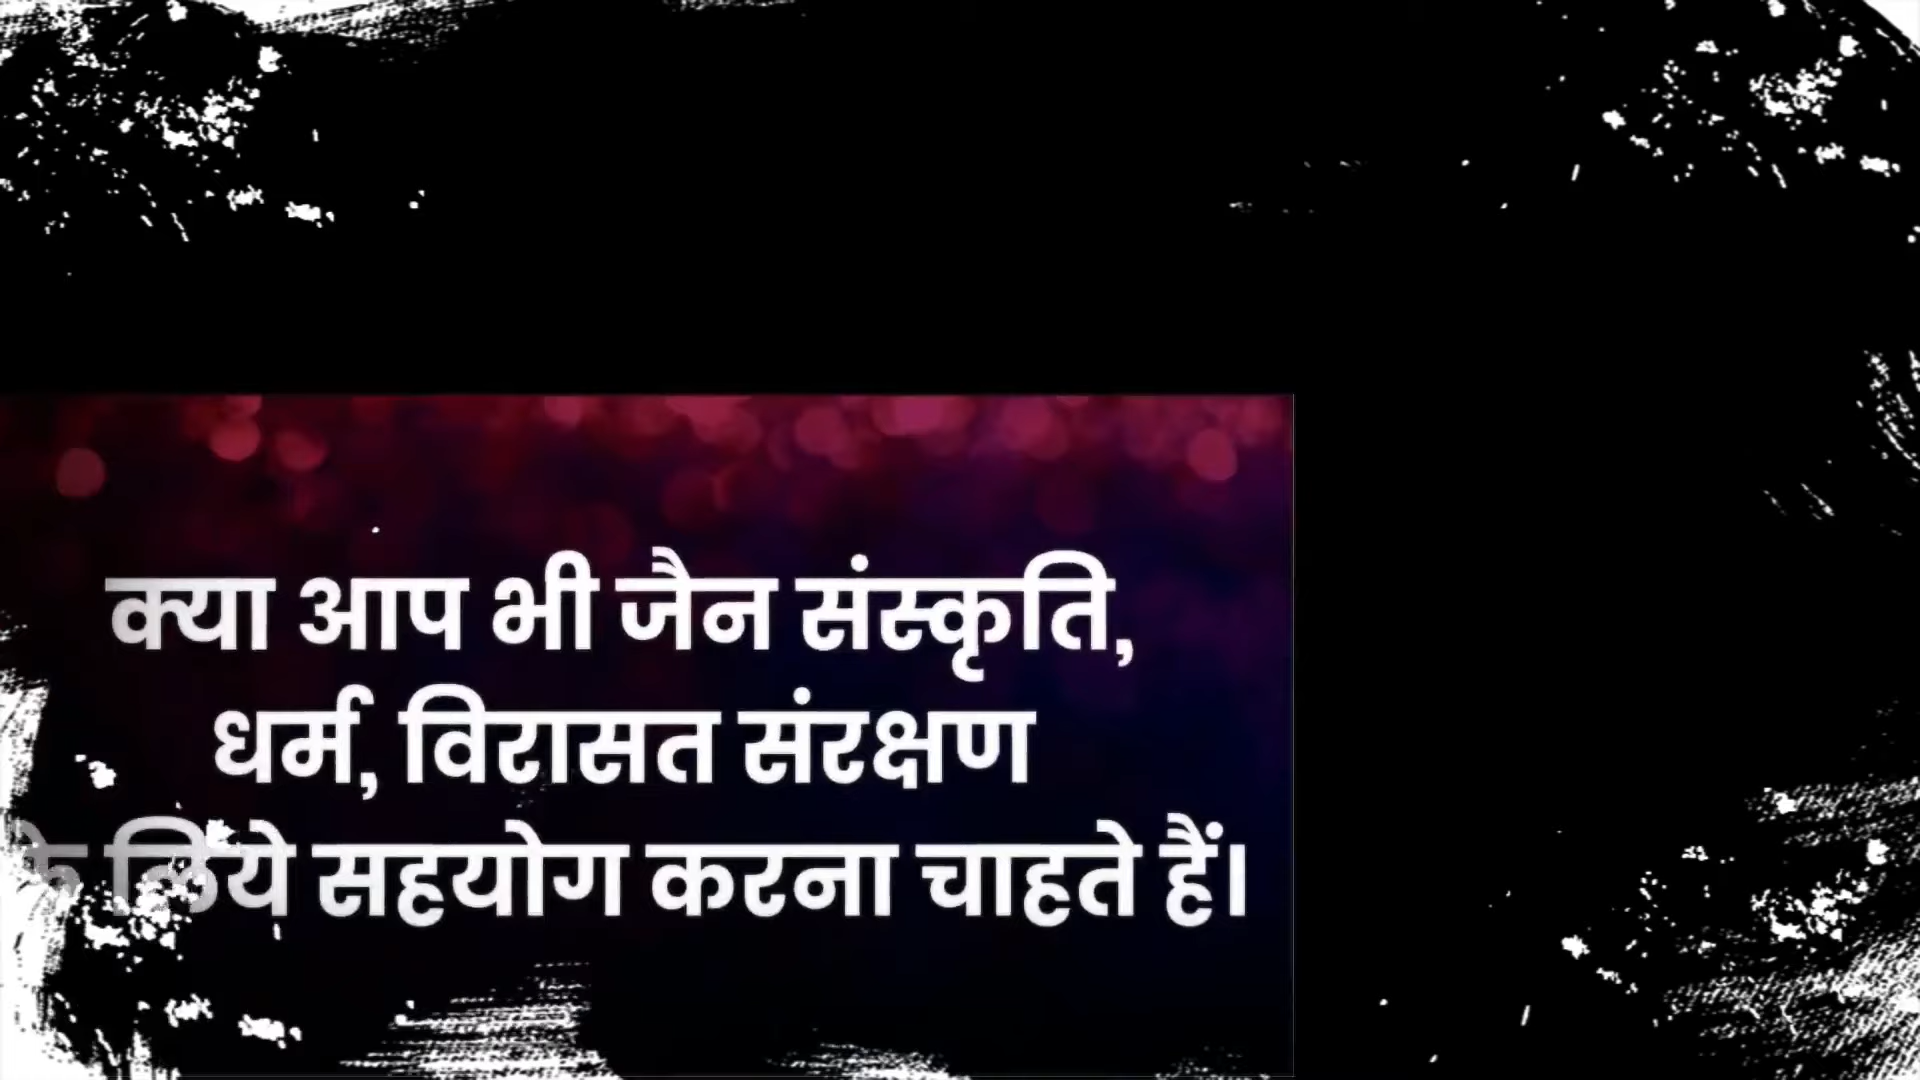 क्या आप भी जैन संस्कृति,
धर्म, विरासत संरक्षण
के लिये सहयोग करना चाहते हैं।